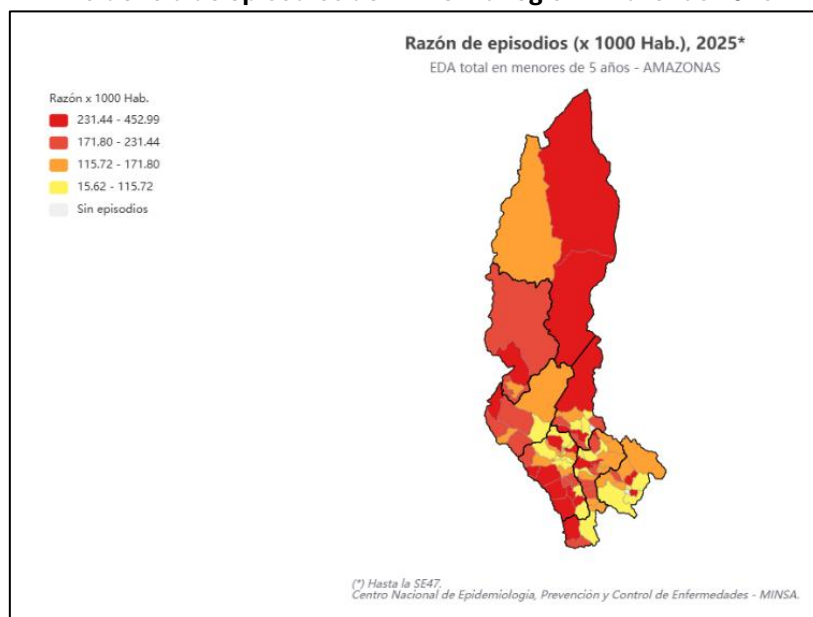 Razón de episodios (x 1000 Hab.), 2025*
EDA total en menores de 5 años - AMAZONAS
Razón x 1000 Hab.
231.44 - 452.99
171.80 - 231.44
115.72 - 171.80
15.62 - 115.72
Sin episodios
(*) Hasta la SE47.
Centro Nacional de Epidemiología, Prevención y Control de Enfermedades - MINSA.